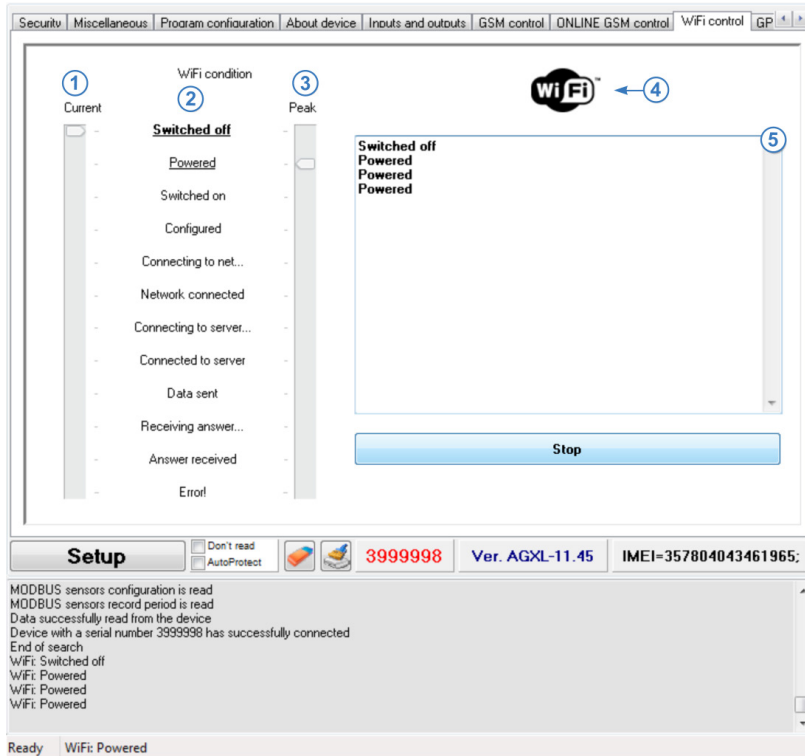 Security Miscellaneous Program configuration About device Inputs and outputs GSM control ONLINE GSM control WiFi control GP
1 WiFi condition 3
Current 2 Peak
Switched off
Powered
Switched on
Configured
Connecting to net...
Network connected
Connecting to server...
Connected to server
Data sent
Receiving answer...
Answer received
Error!
Wi Fi ™ 4
5
Switched off
Powered
Powered
Powered
Stop
Setup Don't read 3999998 Ver. AGXL-11.45 IMEI=357804043461965;
AutoProtect
MODBUS sensors configuration is read
MODBUS sensors record period is read
Data successfully read from the device
Device with a serial number 3999998 has successfully connected
End of search
WiFi: Switched off
WiFi: Powered
WiFi: Powered
WiFi: Powered
Ready WiFi: Powered